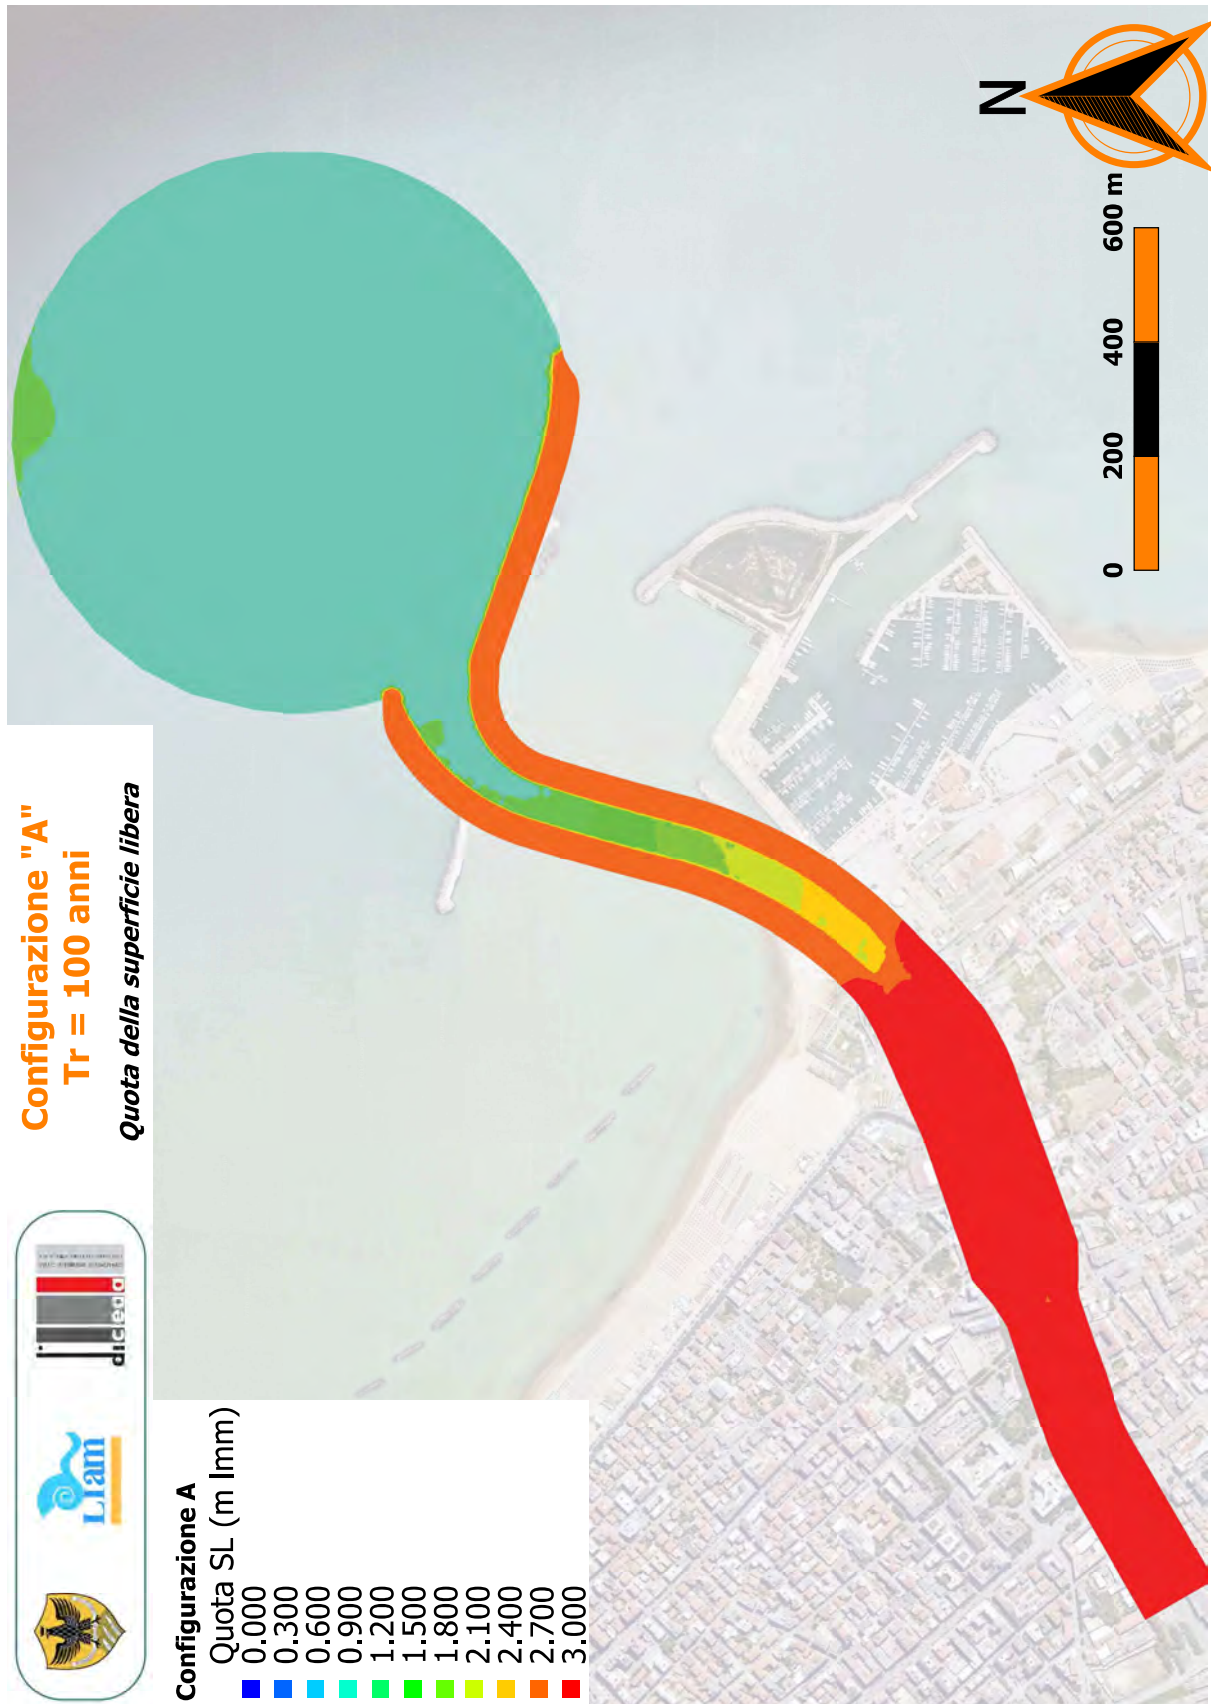 Configurazione "A"
Tr = 100 anni
Quota della superficie libera
LIam
dicea
Configurazione A
Quota SL (m lmm)
0.000
0.300
0.600
0.900
1.200
1.500
1.800
2.100
2.400
2.700
3.000
N
0 200 400 600 m